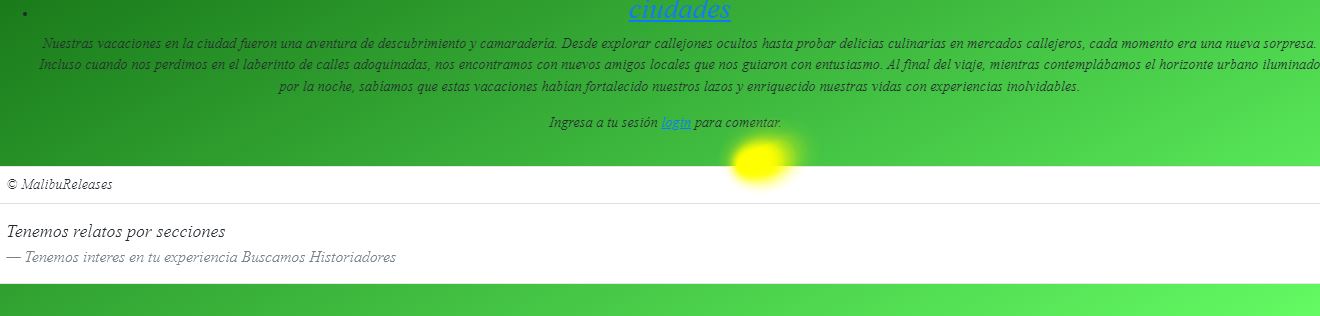 ciudades
Nuestras vacaciones en la ciudad fueron una aventura de descubrimiento y camaradería. Desde explorar callejones ocultos hasta probar delicias culinarias en mercados callejeros, cada momento era una nueva sorpresa.
Incluso cuando nos perdimos en el laberinto de calles adoquinadas, nos encontramos con nuevos amigos locales que nos guiaron con entusiasmo. Al final del viaje, mientras contemplábamos el horizonte urbano iluminado
por la noche, sabíamos que estas vacaciones habían fortalecido nuestros lazos y enriquecido nuestras vidas con experiencias inolvidables.
Ingresa a tu sesión login para comentar.
© MalibuReleases
Tenemos relatos por secciones
— Tenemos interes en tu experiencia Buscamos Historiadores